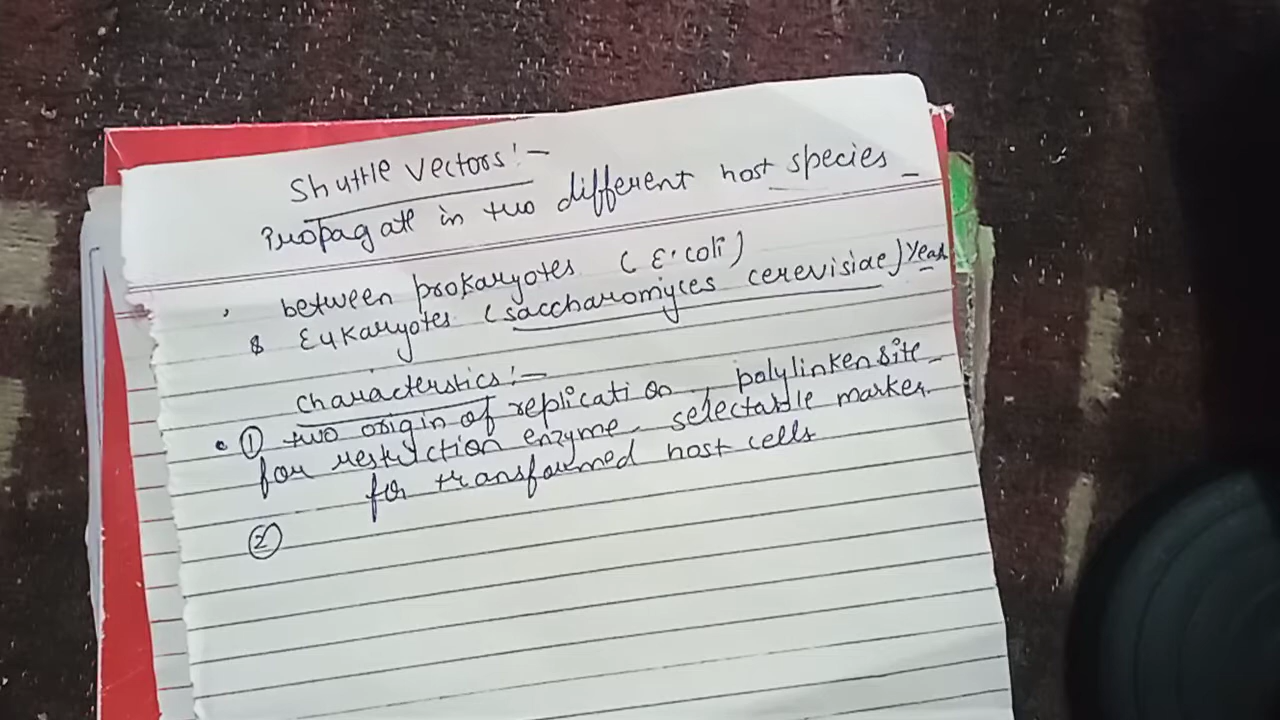 Shuttle Vectors:-
Propagate in two different host species -
• between prokaryotes (E.coli)
& Eukaryotes (saccharomyces cerevisiae) Yeast
characterstics:-
• ① two origin of replication, polylinker site -
for restriction enzyme, selectable marker
for transformed host cells
②